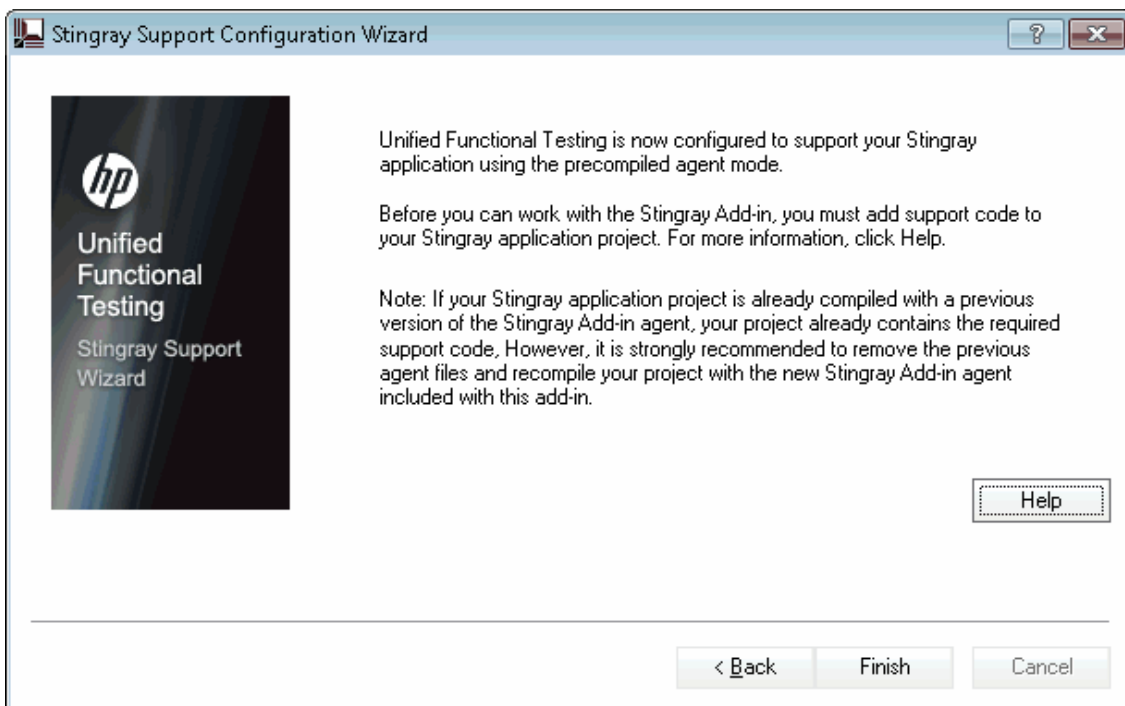 Stingray Support Configuration Wizard
?
hp
Unified
Functional
Testing
Stingray Support
Wizard
Unified Functional Testing is now configured to support your Stingray
application using the precompiled agent mode.
Before you can work with the Stingray Add-in, you must add support code to
your Stingray application project. For more information, click Help.
Note: If your Stingray application project is already compiled with a previous
version of the Stingray Add-in agent, your project already contains the required
support code, However, it is strongly recommended to remove the previous
agent files and recompile your project with the new Stingray Add-in agent
included with this add-in.
Help
< Back
Finish
Cancel